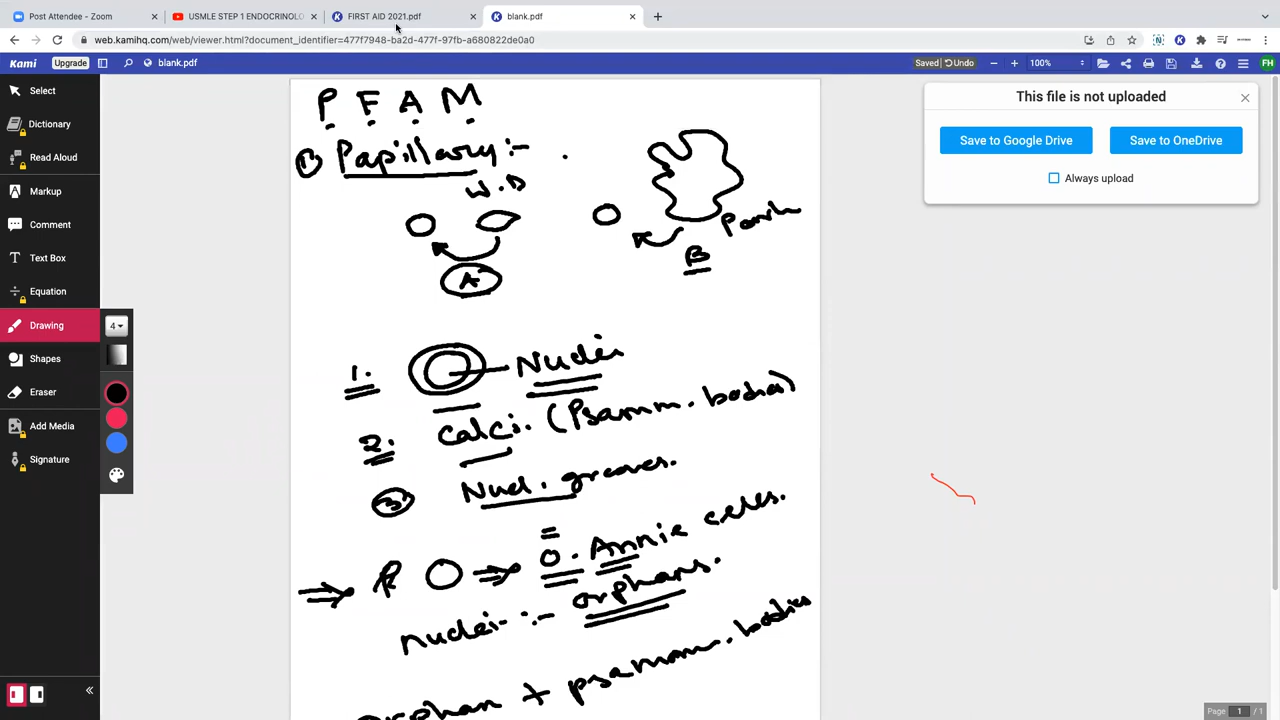 Post Attendee - Zoom
USMLE STEP 1 ENDOCRINOLO
FIRST AID 2021.pdf
blank.pdf
web.kamihq.com/web/viewer.html?document_identifier=477f7948-ba2d-477f-97fb-a680822de0a0
Kami
Upgrade
blank.pdf
Saved
Undo
100%
FH
Select
Dictionary
Read Aloud
Markup
Comment
Text Box
Equation
Drawing
Shapes
Eraser
Add Media
Signature
4
This file is not uploaded
Save to Google Drive
Save to OneDrive
Always upload
P F A M
① Papillary :-
W.D
A
B
1. Nuclei
2. Calci. (Psamm. bodies)
③ Nucl. grooves.
O. Annie cells.
nuclei :- orphans.
orphan + psamom. bodies
Page 1 / 1